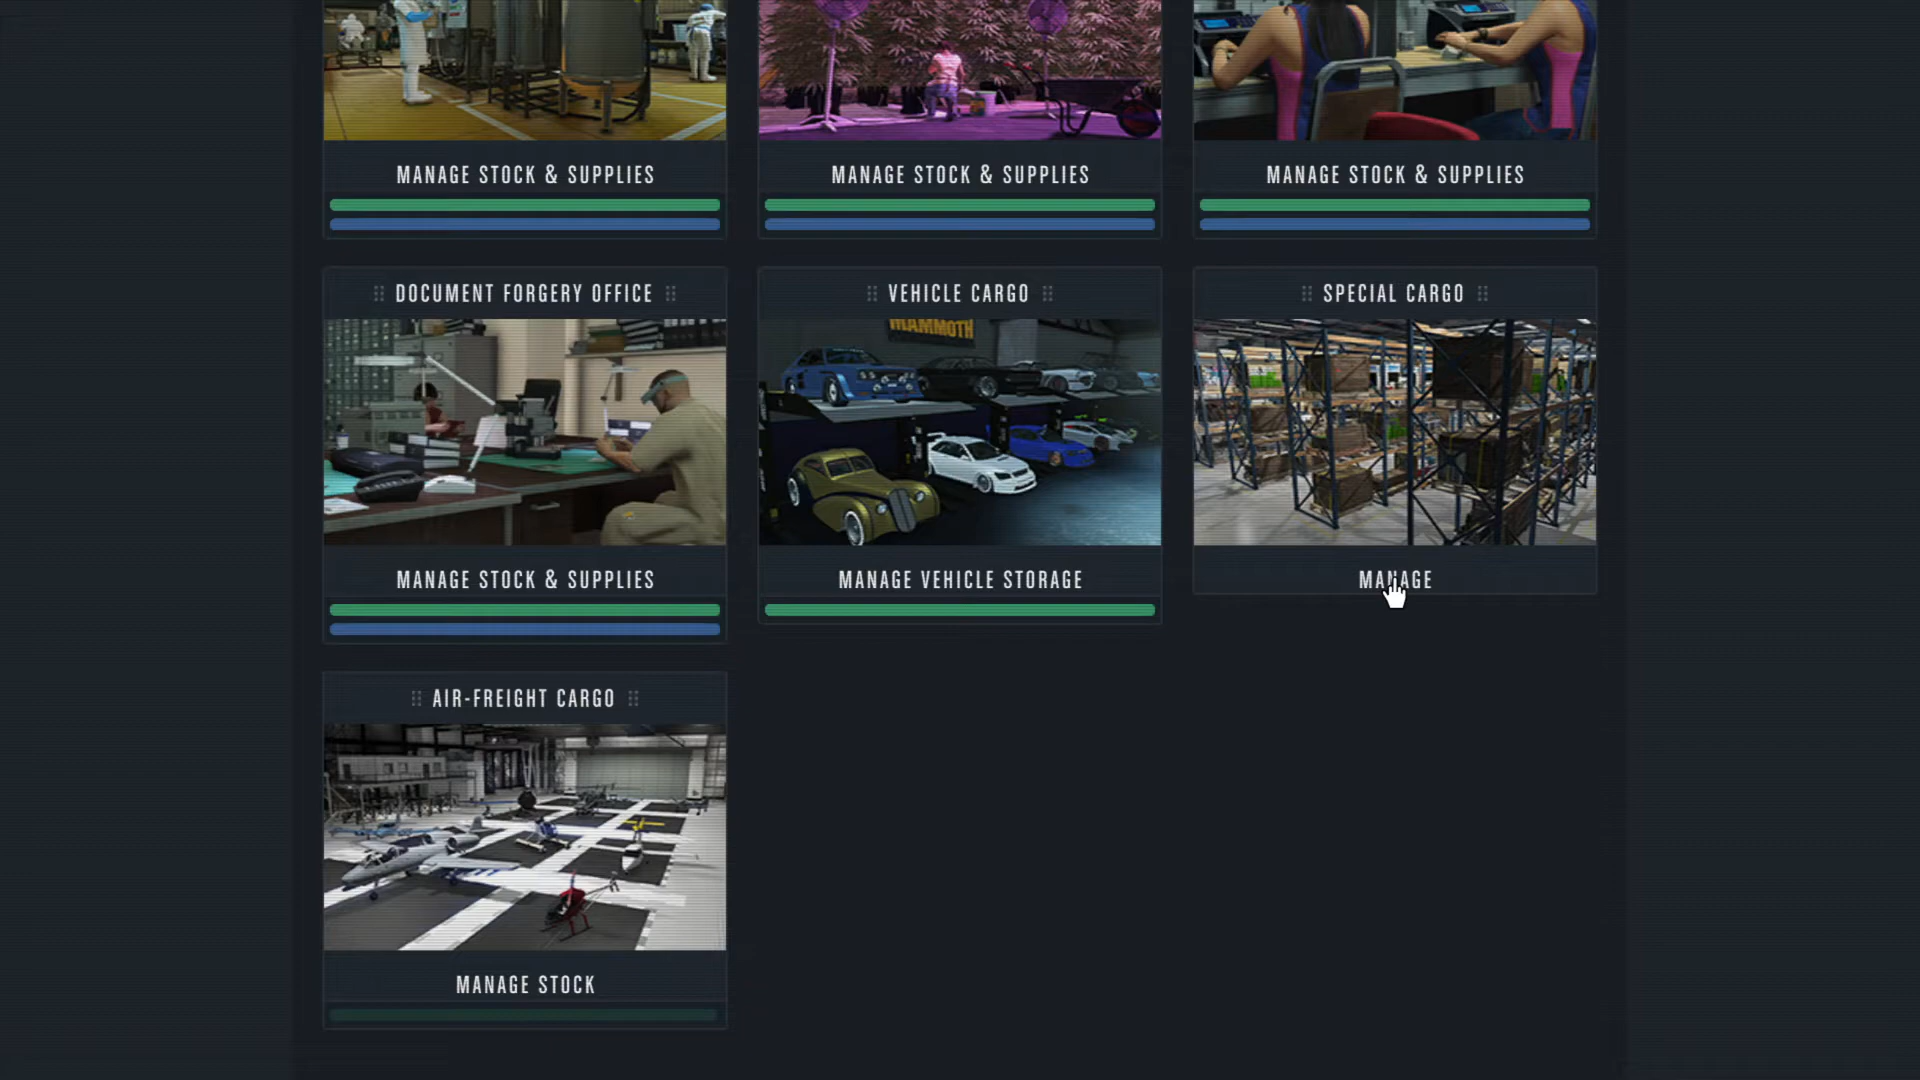 MANAGE STOCK & SUPPLIES
MANAGE STOCK & SUPPLIES
MANAGE STOCK & SUPPLIES
DOCUMENT FORGERY OFFICE
VEHICLE CARGO
SPECIAL CARGO
MAMMOTH
MANAGE STOCK & SUPPLIES
MANAGE VEHICLE STORAGE
MANAGE
AIR-FREIGHT CARGO
MANAGE STOCK